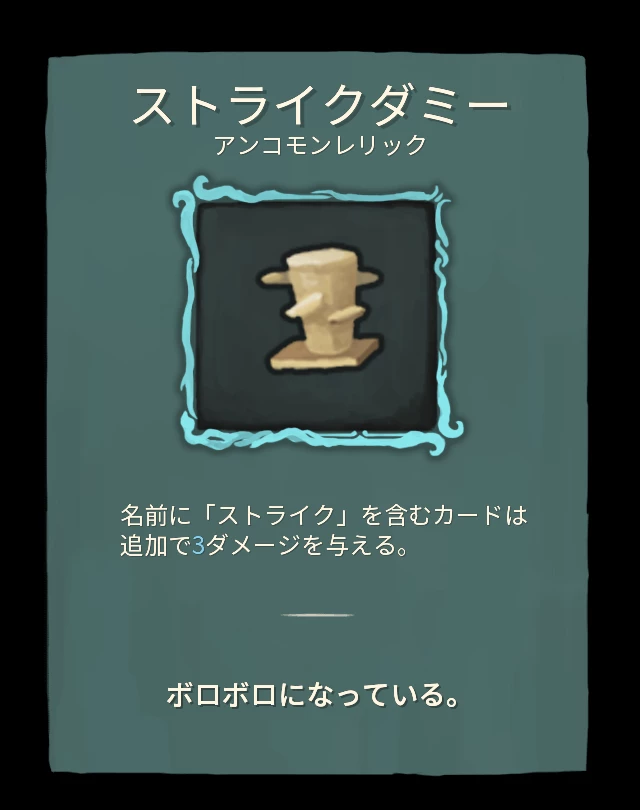 ストライクダミー
アンコモンレリック
名前に「ストライク」を含むカードは
追加で3ダメージを与える。
ボロボロになっている。